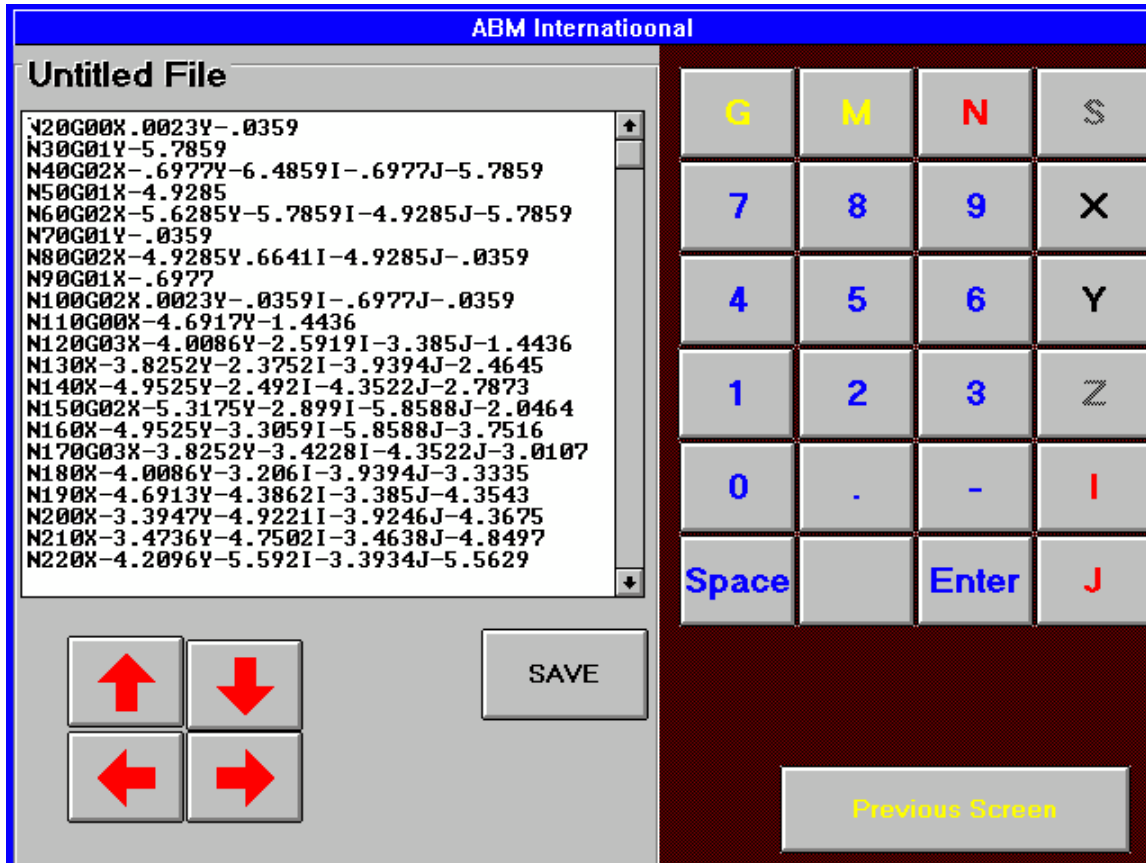 ABM Internatioonal
Untitled File
N20G00X.0023Y-.0359
N30G01Y-5.7859
N40G02X-.6977Y-6.4859I-.6977J-5.7859
N50G01X-4.9285
N60G02X-5.6285Y-5.7859I-4.9285J-5.7859
N70G01Y-.0359
N80G02X-4.9285Y.6641I-4.9285J-.0359
N90G01X-.6977
N100G02X.0023Y-.0359I-.6977J-.0359
N110G00X-4.6917Y-1.4436
N120G03X-4.0086Y-2.5919I-3.385J-1.4436
N130X-3.8252Y-2.3752I-3.9394J-2.4645
N140X-4.9525Y-2.492I-4.3522J-2.7873
N150G02X-5.3175Y-2.899I-5.8588J-2.0464
N160X-4.9525Y-3.3059I-5.8588J-3.7516
N170G03X-3.8252Y-3.4228I-4.3522J-3.0107
N180X-4.0086Y-3.206I-3.9394J-3.3335
N190X-4.6913Y-4.3862I-3.385J-4.3543
N200X-3.3947Y-4.9221I-3.9246J-4.3675
N210X-3.4736Y-4.7502I-3.4638J-4.8497
N220X-4.2096Y-5.592I-3.3934J-5.5629
SAVE
G M N S
7 8 9 X
4 5 6 Y
1 2 3 Z
0 . - I
Space Enter J
Previous Screen